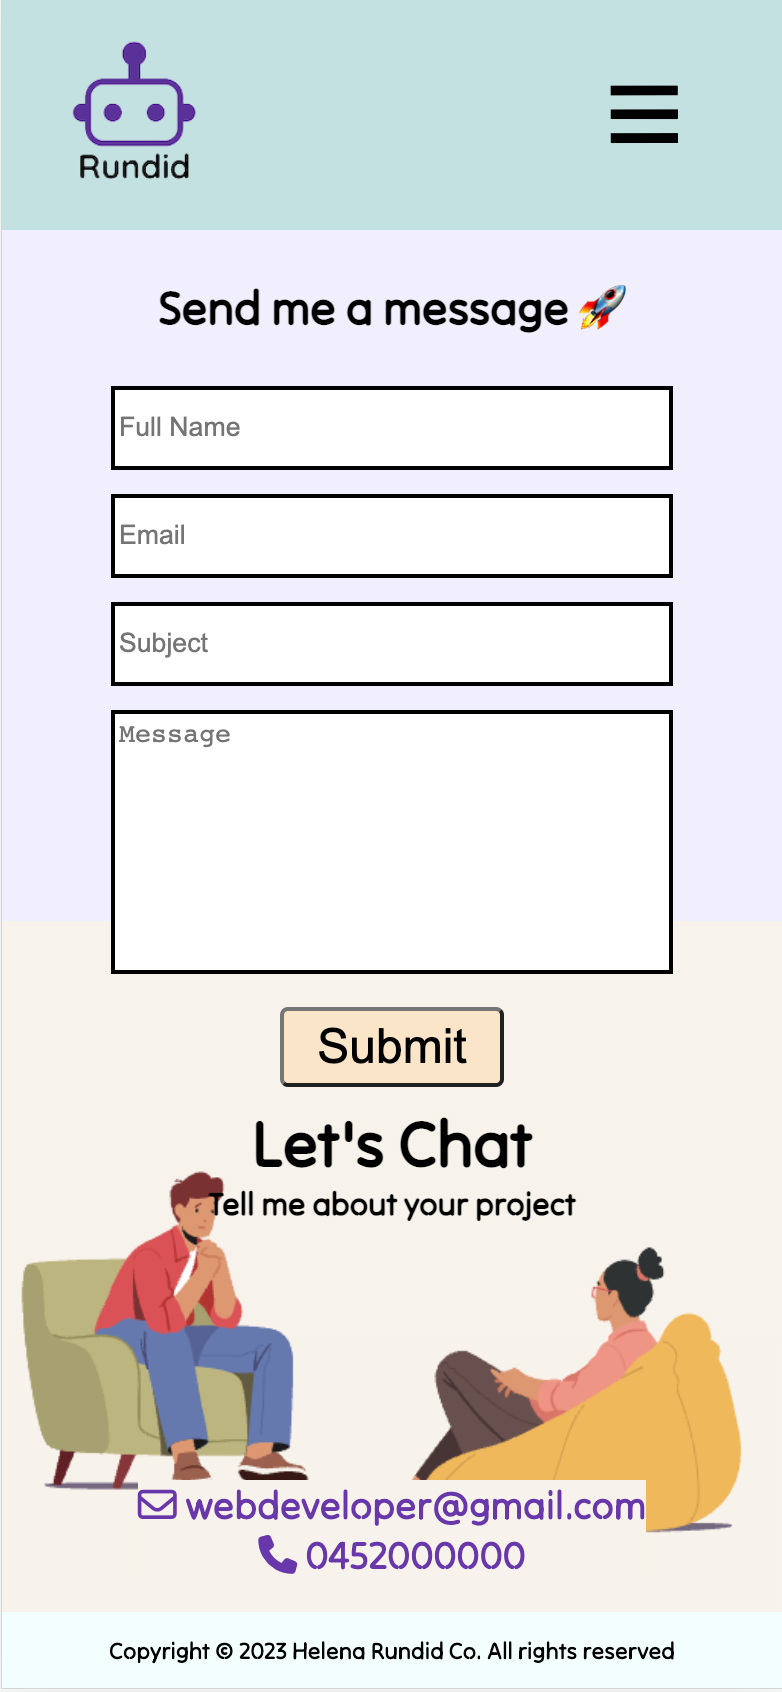 Rundid
Send me a message 🚀
Full Name
Email
Subject
Message
Submit
Let's Chat
Tell me about your project
webdeveloper@gmail.com
0452000000
Copyright © 2023 Helena Rundid Co. All rights reserved